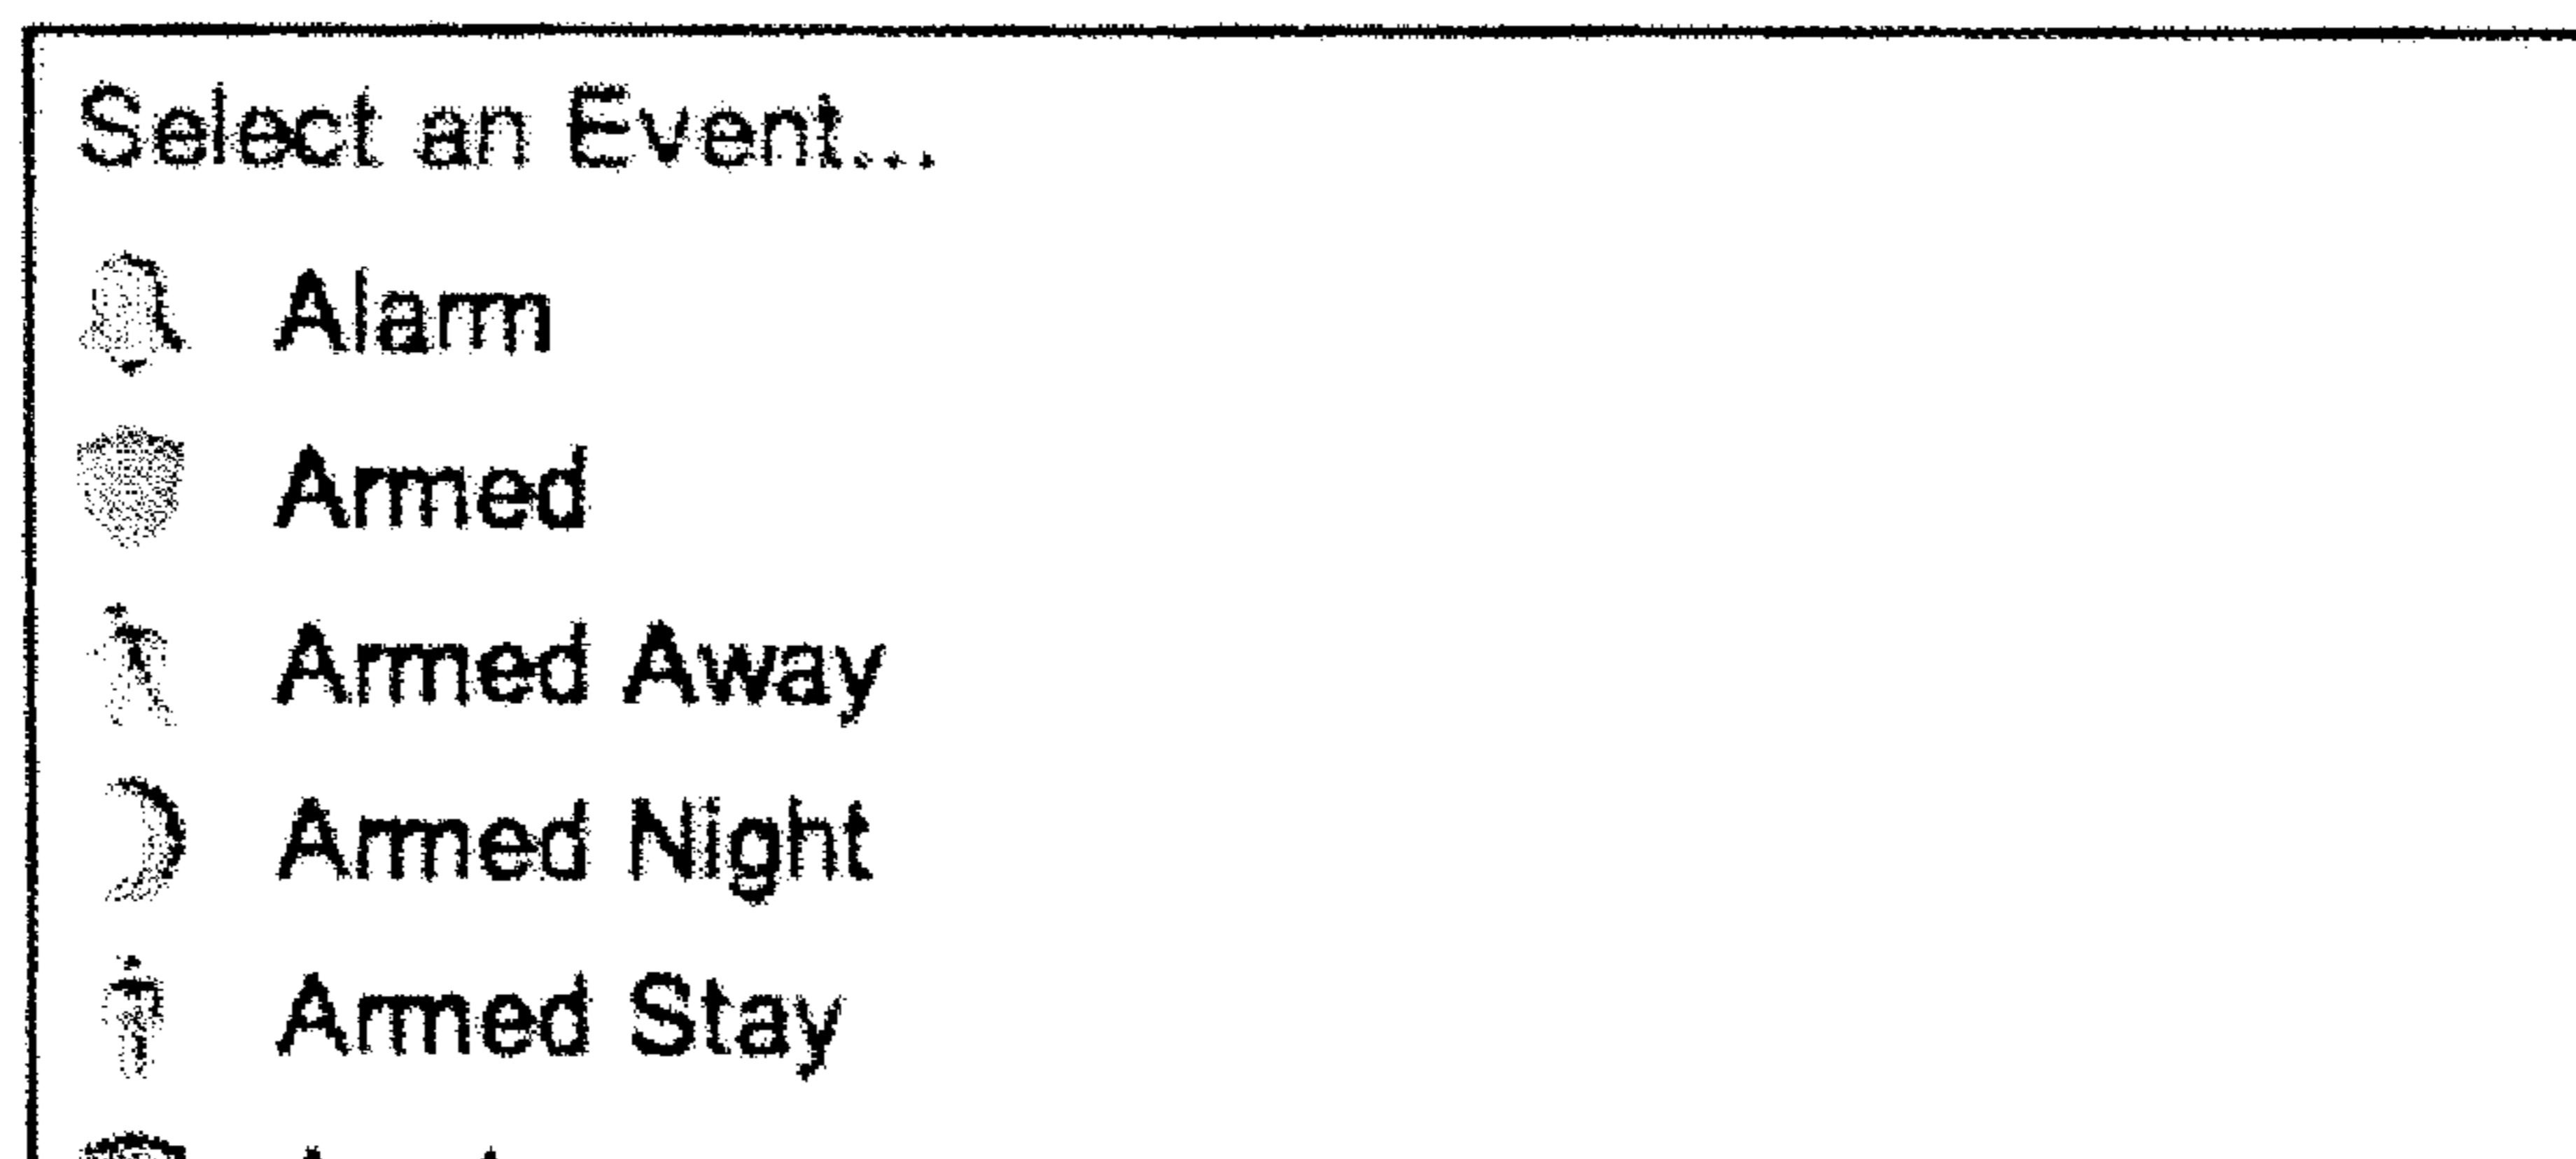 Select an Event...
Alarm
Armed
Armed Away
Armed Night
Armed Stay